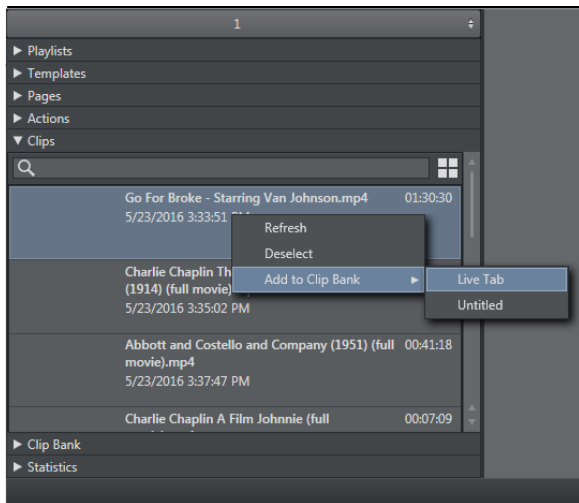 1
Playlists
Templates
Pages
Actions
Clips
Go For Broke - Starring Van Johnson.mp4 01:30:30
5/23/2016 3:33:51
Refresh
Deselect
Add to Clip Bank
Live Tab
Untitled
Charlie Chaplin
(1914) (full movie)
5/23/2016 3:35:02 PM
Abbott and Costello and Company (1951) (full 00:41:18
movie).mp4
5/23/2016 3:37:47 PM
Charlie Chaplin A Film Johnnie (full 00:07:09
Clip Bank
Statistics